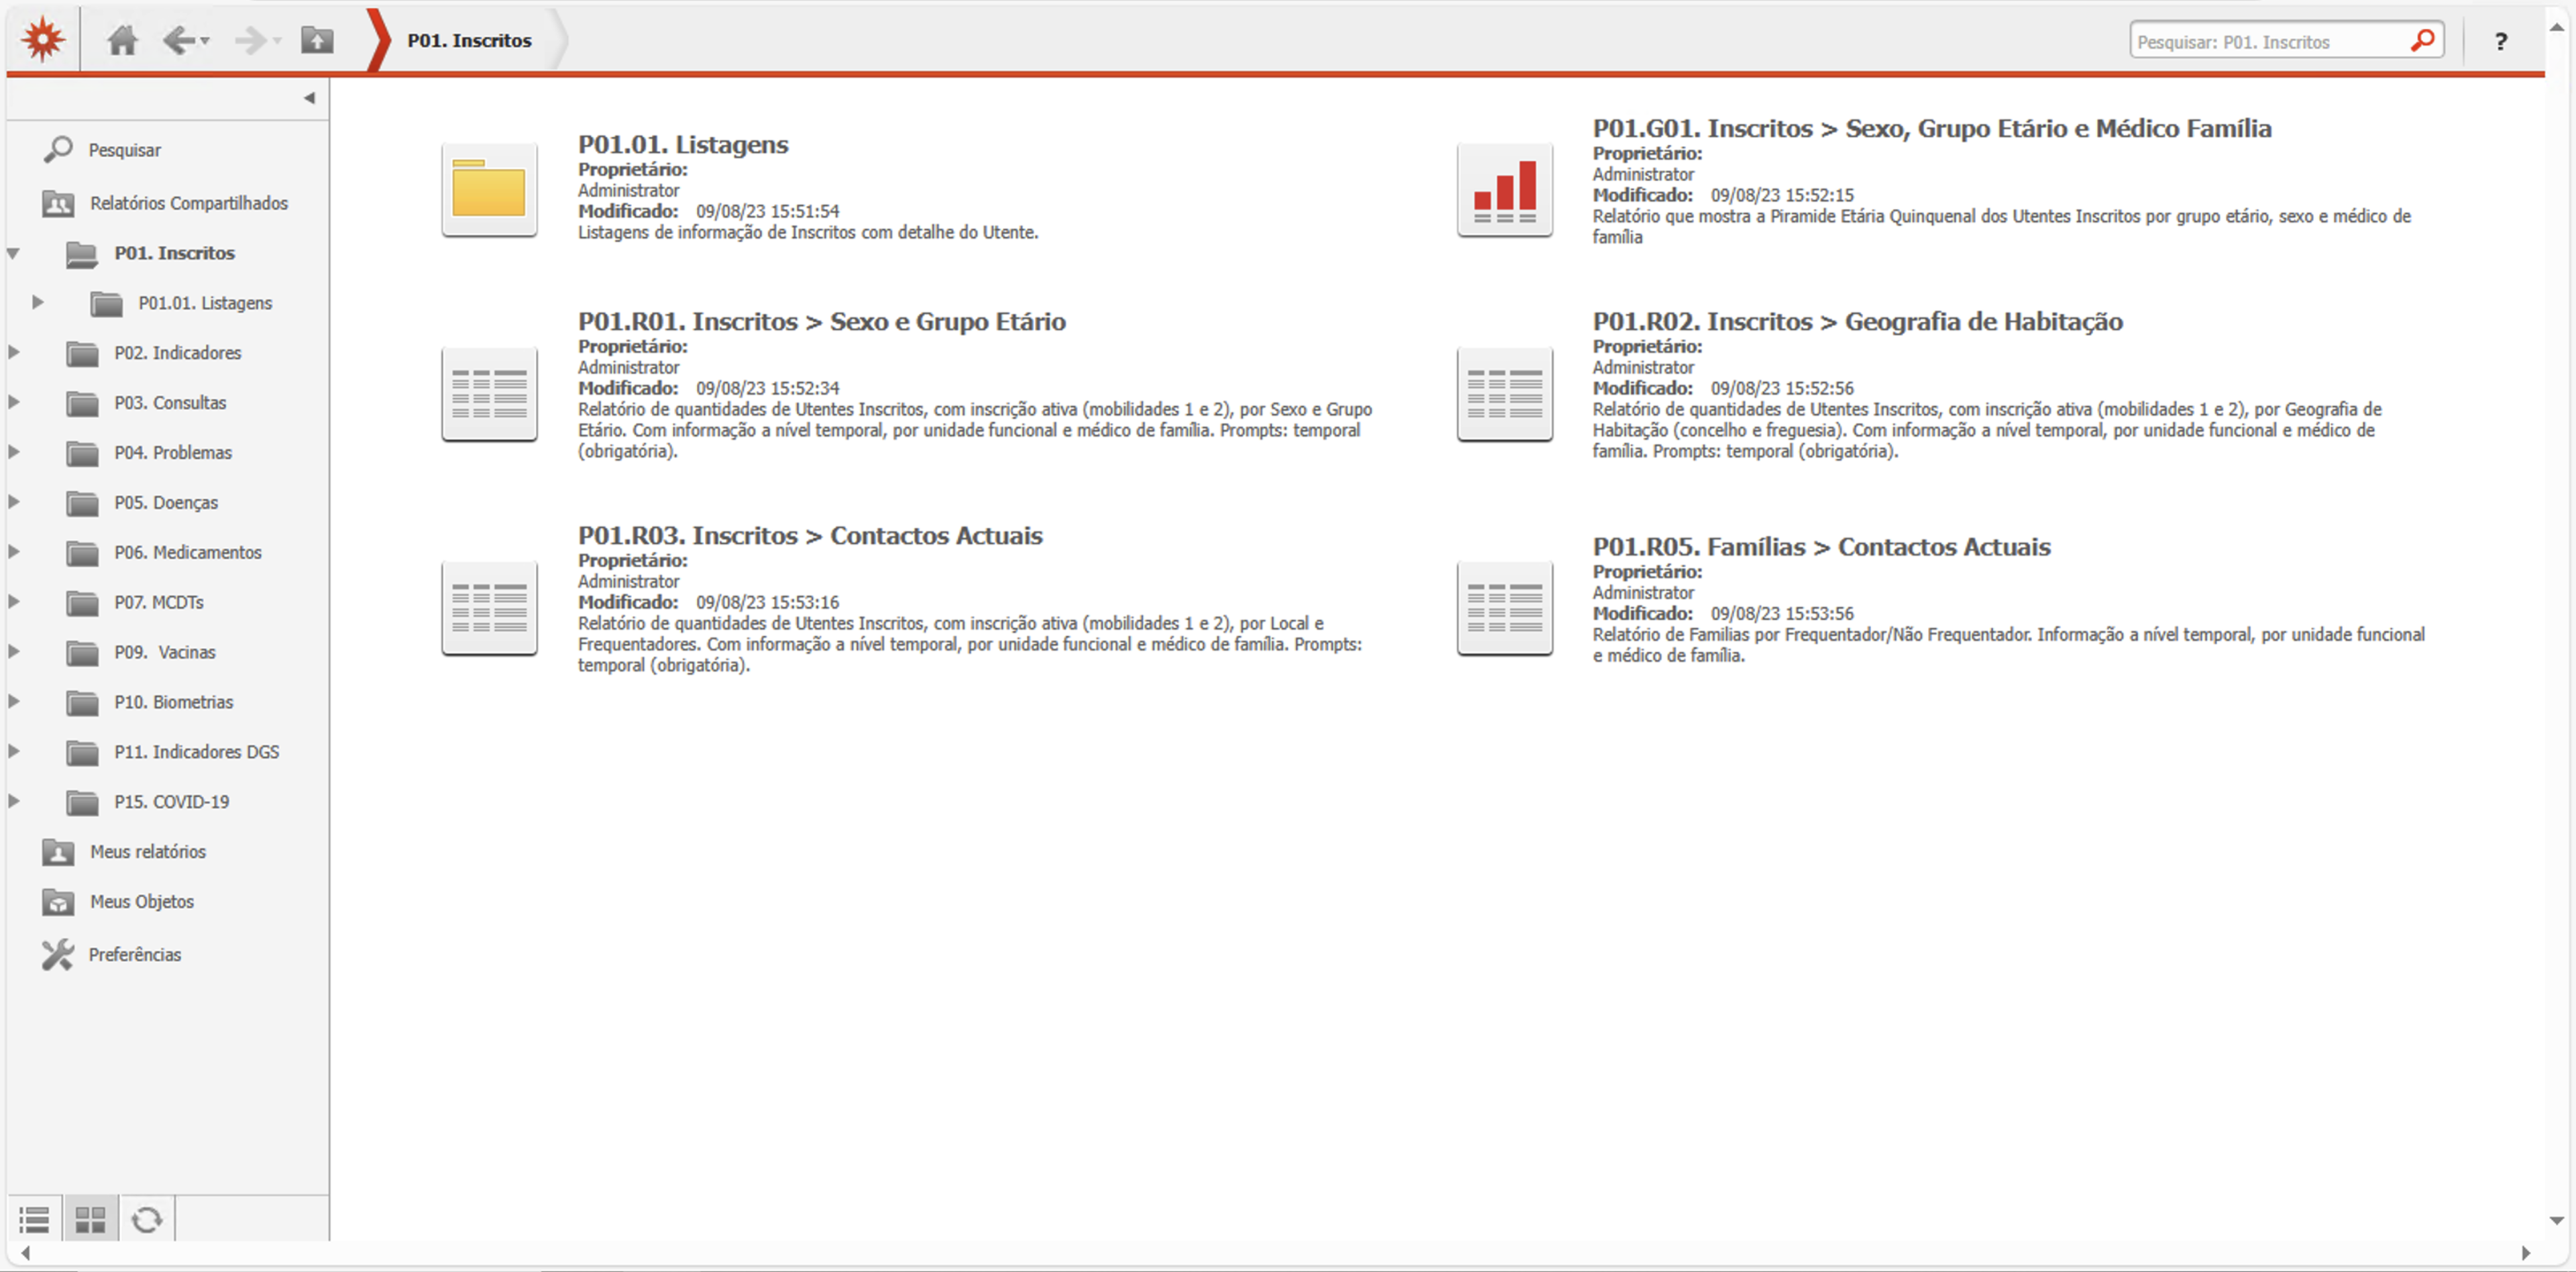 P01. Inscritos
Pesquisar: P01. Inscritos
?
Pesquisar
Relatórios Compartilhados
P01. Inscritos
P01.01. Listagens
P02. Indicadores
P03. Consultas
P04. Problemas
P05. Doenças
P06. Medicamentos
P07. MCDTs
P09. Vacinas
P10. Biometrias
P11. Indicadores DGS
P15. COVID-19
Meus relatórios
Meus Objetos
Preferências
P01.01. Listagens
Proprietário:
Administrator
Modificado: 09/08/23 15:51:54
Listagens de informação de Inscritos com detalhe do Utente.
P01.G01. Inscritos > Sexo, Grupo Etário e Médico Família
Proprietário:
Administrator
Modificado: 09/08/23 15:52:15
Relatório que mostra a Piramide Etária Quinquenal dos Utentes Inscritos por grupo etário, sexo e médico de
família
P01.R01. Inscritos > Sexo e Grupo Etário
Proprietário:
Administrator
Modificado: 09/08/23 15:52:34
Relatório de quantidades de Utentes Inscritos, com inscrição ativa (mobilidades 1 e 2), por Sexo e Grupo
Etário. Com informação a nível temporal, por unidade funcional e médico de família. Prompts: temporal
(obrigatória).
P01.R02. Inscritos > Geografia de Habitação
Proprietário:
Administrator
Modificado: 09/08/23 15:52:56
Relatório de quantidades de Utentes Inscritos, com inscrição ativa (mobilidades 1 e 2), por Geografia de
Habitação (concelho e freguesia). Com informação a nível temporal, por unidade funcional e médico de
família. Prompts: temporal (obrigatória).
P01.R03. Inscritos > Contactos Actuais
Proprietário:
Administrator
Modificado: 09/08/23 15:53:16
Relatório de quantidades de Utentes Inscritos, com inscrição ativa (mobilidades 1 e 2), por Local e
Frequentadores. Com informação a nível temporal, por unidade funcional e médico de família. Prompts:
temporal (obrigatória).
P01.R05. Famílias > Contactos Actuais
Proprietário:
Administrator
Modificado: 09/08/23 15:53:56
Relatório de Familias por Frequentador/Não Frequentador. Informação a nível temporal, por unidade funcional
e médico de família.